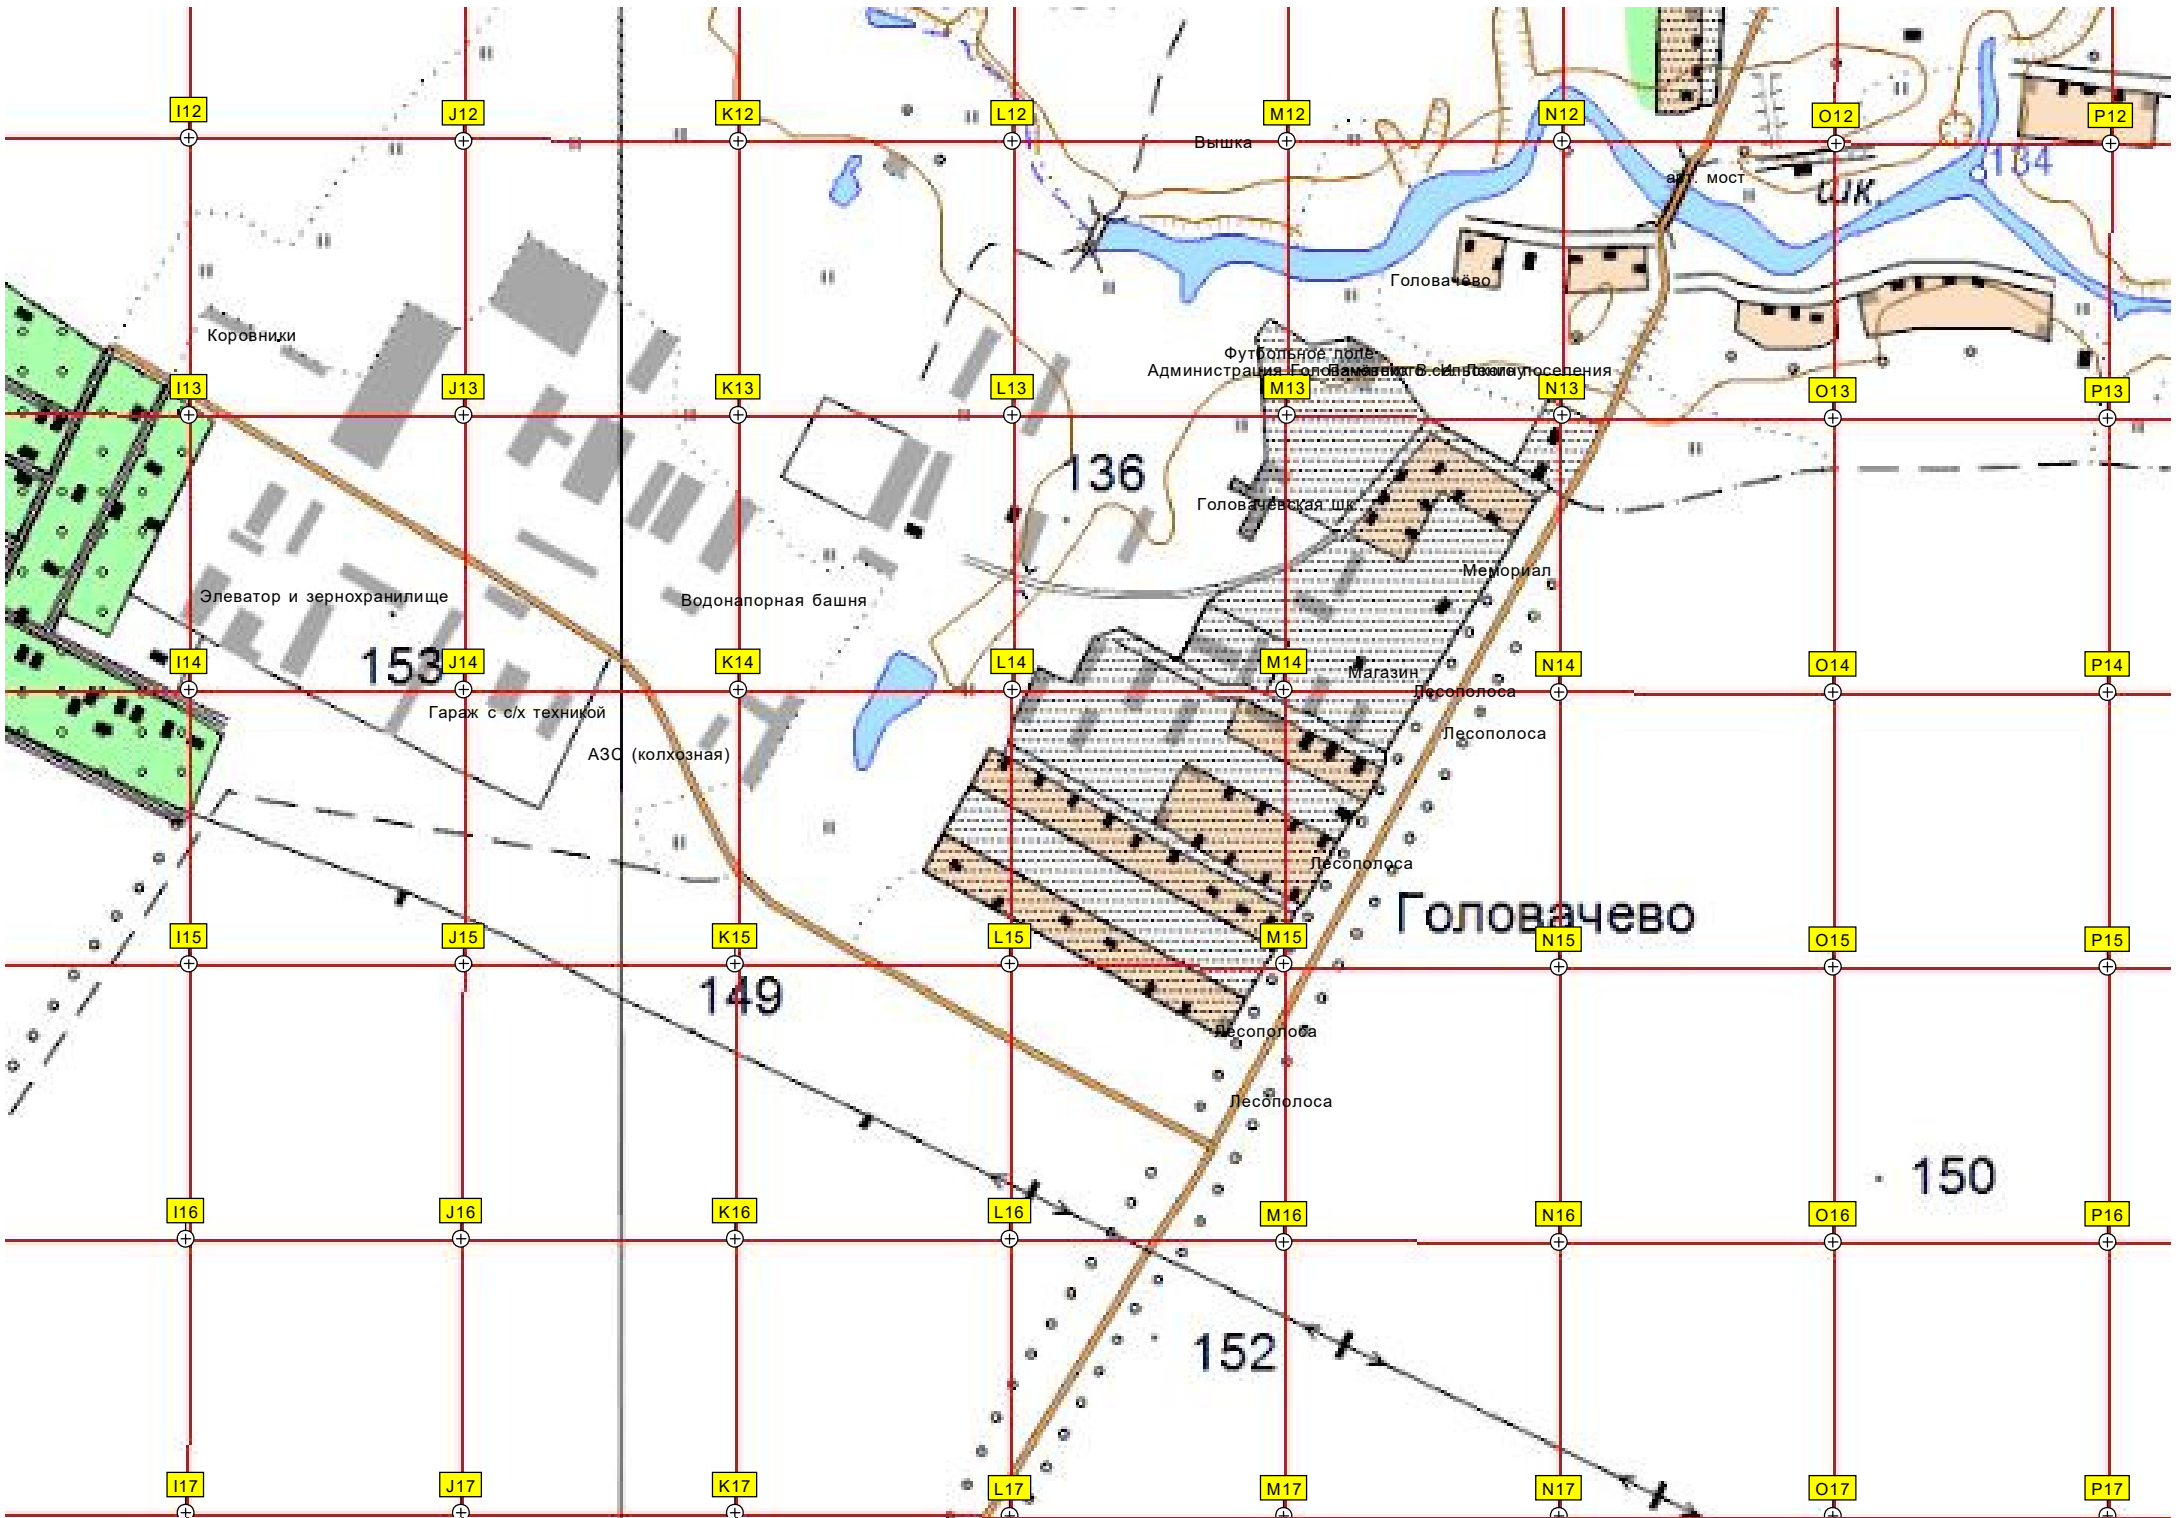 I12 J12 K12 L12 M12 N12 O12 P12
Вышка
134
арт. мост
шк.
Головачёво
Коровники
Футбольное поле
I13 J13 K13 L13 M13 N13 O13 P13
136
Головачёвская шк.
Мемориал
Элеватор и зернохранилище
Водонапорная башня
153
I14 J14 K14 L14 M14 N14 O14 P14
Магазин
Лесополоса
Гараж с с/х техникой
Лесополоса
АЗС (колхозная)
Лесополоса
Головачево
I15 J15 K15 L15 M15 N15 O15 P15
149
Лесополоса
Лесополоса
150
I16 J16 K16 L16 M16 N16 O16 P16
152
I17 J17 K17 L17 M17 N17 O17 P17